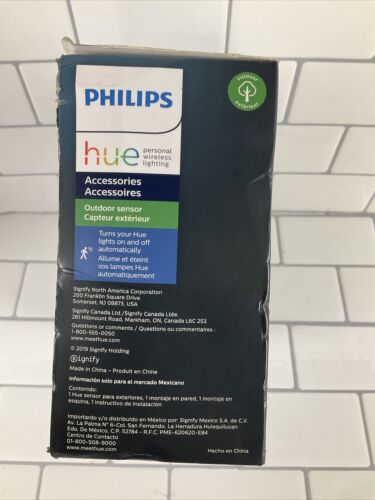 outdoor
extérieur
PHILIPS
hue personal wireless lighting
Accessories
Accessoires
Outdoor sensor
Capteur extérieur
Turns your Hue
lights on and off
automatically
Allume et éteint
vos lampes Hue
automatiquement
Signify North America Corporation
200 Franklin Square Drive
Somerset, NJ 08873, USA
Signify Canada Ltd./Signify Canada Ltée.
281 Hillmount Road, Markham, ON, Canada L6C 2S3
Questions or comments / Questions ou commentaires :
1-800-555-0050
www.meethue.com
© 2019 Signify Holding
Signify
Made in China – Produit en Chine
Información solo para el mercado Mexicano
Contenido:
1 Hue sensor para exteriores, 1 montaje en pared, 1 montaje en
esquina, 1 instructivo de instalación
Importado y/o distribuido en México por: Signify Mexico S.A. de C.V.
Av. La Palma N° 6-Col. San Fernando. La Herradura Huixquilucan
Edo. De México, C.P. 52784 - R.F.C. PME-620620-E84
Centro de Contacto
01-800-508-9000
www.meethue.com
Hecho en China